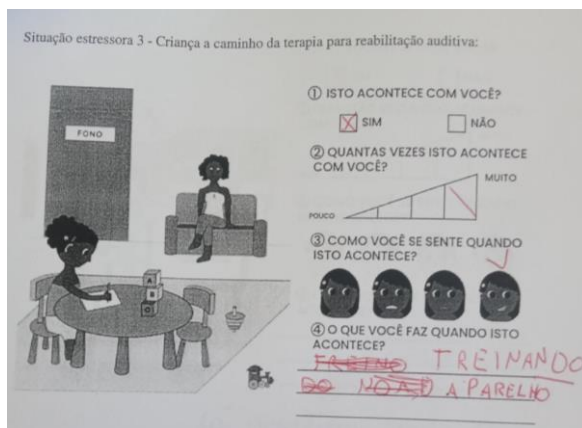 Situação estressora 3 - Criança a caminho da terapia para reabilitação auditiva:
FONO
① ISTO ACONTECE COM VOCÊ?
SIM NÃO
② QUANTAS VEZES ISTO ACONTECE
COM VOCÊ?
MUITO
POUCO
③ COMO VOCÊ SE SENTE QUANDO
ISTO ACONTECE?
④ O QUE VOCÊ FAZ QUANDO ISTO
ACONTECE?
TREINANDO
APARELHO